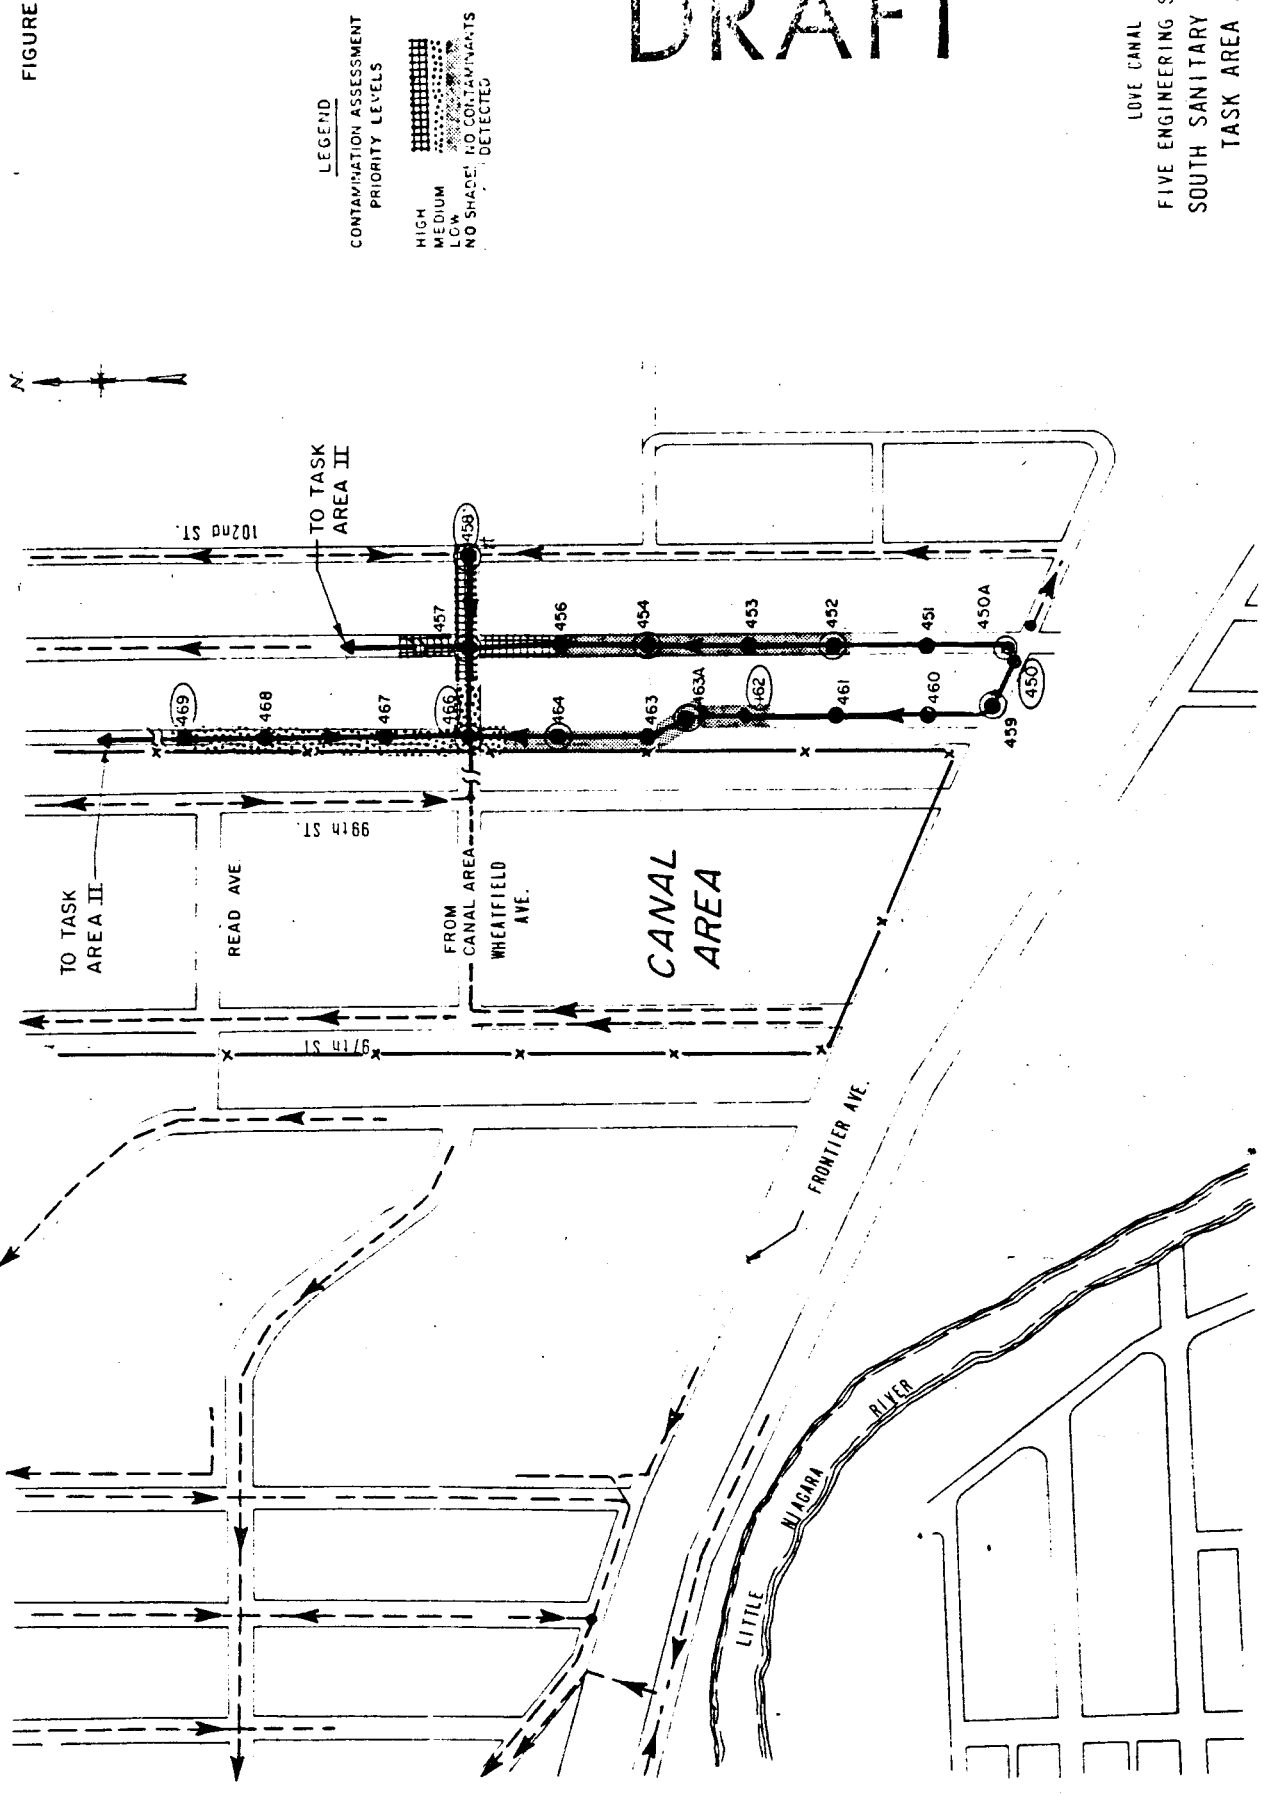 FIGURE
LEGEND
CONTAMINATION ASSESSMENT
PRIORITY LEVELS
HIGH
MEDIUM
LOW
NO SHADE: NO CONTAMINANTS
DETECTED
DRAFT
LOVE CANAL
FIVE ENGINEERING
SOUTH SANITARY
TASK AREA
N.
102nd ST.
TO TASK
AREA II
458
457
456
454
453
452
451
450A
450
469
468
467
466
464
463
463A
462
461
460
459
99th ST.
TO TASK
AREA II
READ AVE.
FROM
CANAL AREA
WHEATFIELD
AVE.
CANAL
AREA
97th ST
FRONTIER AVE.
LITTLE
NIAGARA
RIVER